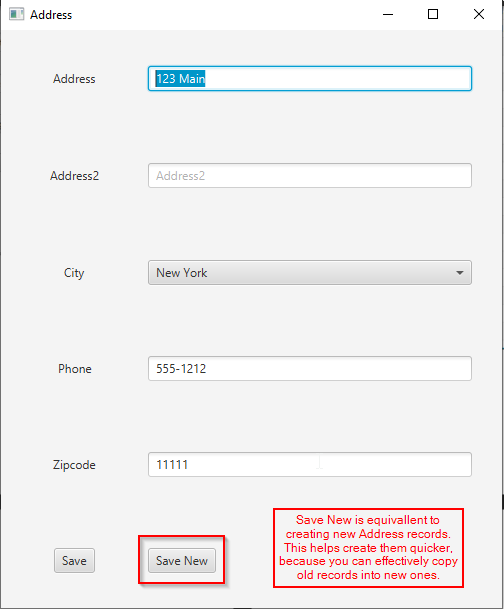 Address
Address 123 Main
Address2 Address2
City New York
Phone 555-1212
Zipcode 11111
Save Save New
Save New is equivallent to
creating new Address records.
This helps create them quicker,
because you can effectively copy
old records into new ones.